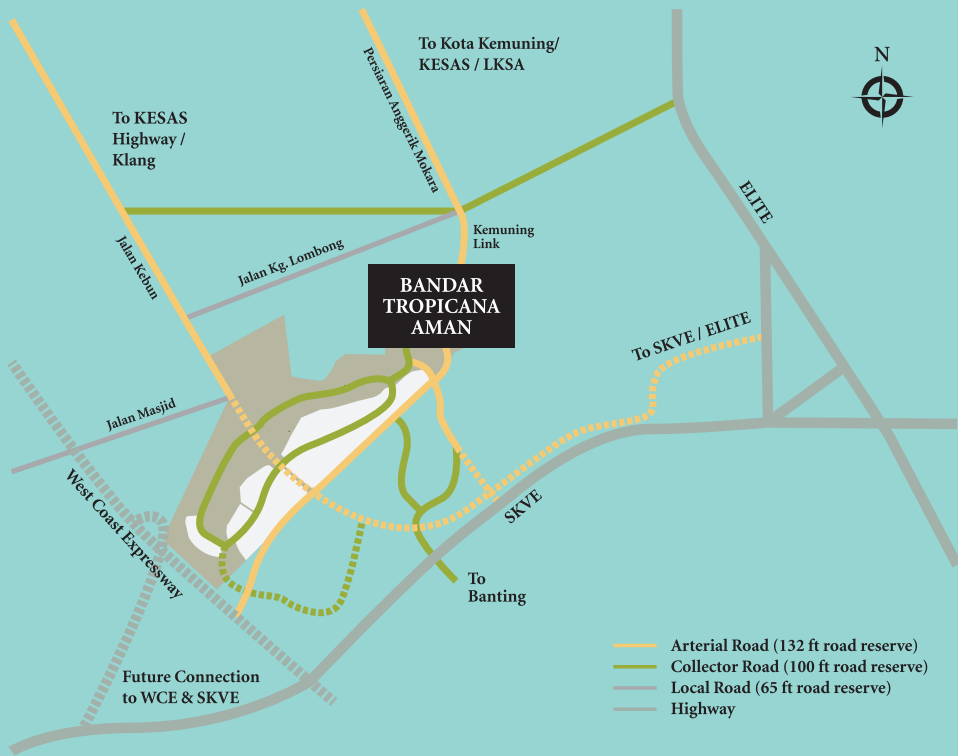 To Kota Kemuning/
KESAS / LKSA
N
Persiaran Anggerik Mokara
To KESAS
Highway /
Klang
ELITE
Kemuning
Link
Jalan Kebun
Jalan Kg. Lombong
BANDAR
TROPICANA
AMAN
To SKVE / ELITE
Jalan Masjid
West Coast Expressway
SKVE
To
Banting
Future Connection
to WCE & SKVE
Arterial Road (132 ft road reserve)
Collector Road (100 ft road reserve)
Local Road (65 ft road reserve)
Highway